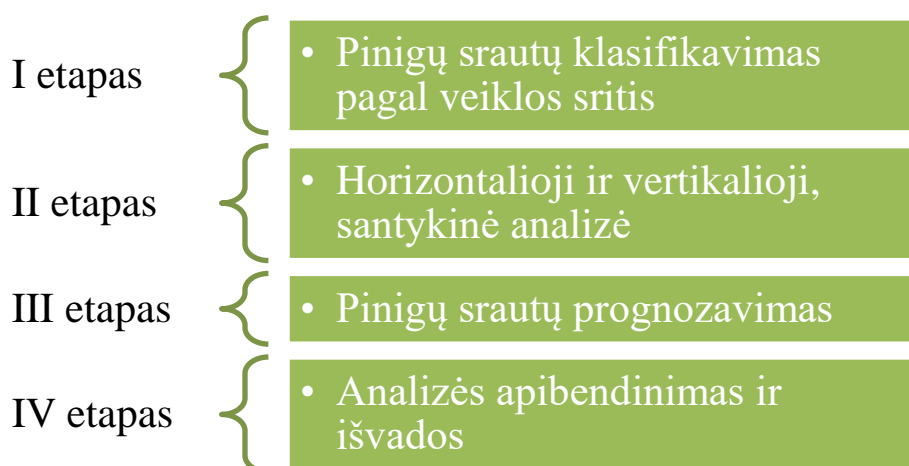 I etapas
• Pinigų srautų klasifikavimas
pagal veiklos sritis
II etapas
• Horizontalioji ir vertikalioji,
santykinė analizė
III etapas
• Pinigų srautų prognozavimas
IV etapas
• Analizės apibendinimas ir
išvados